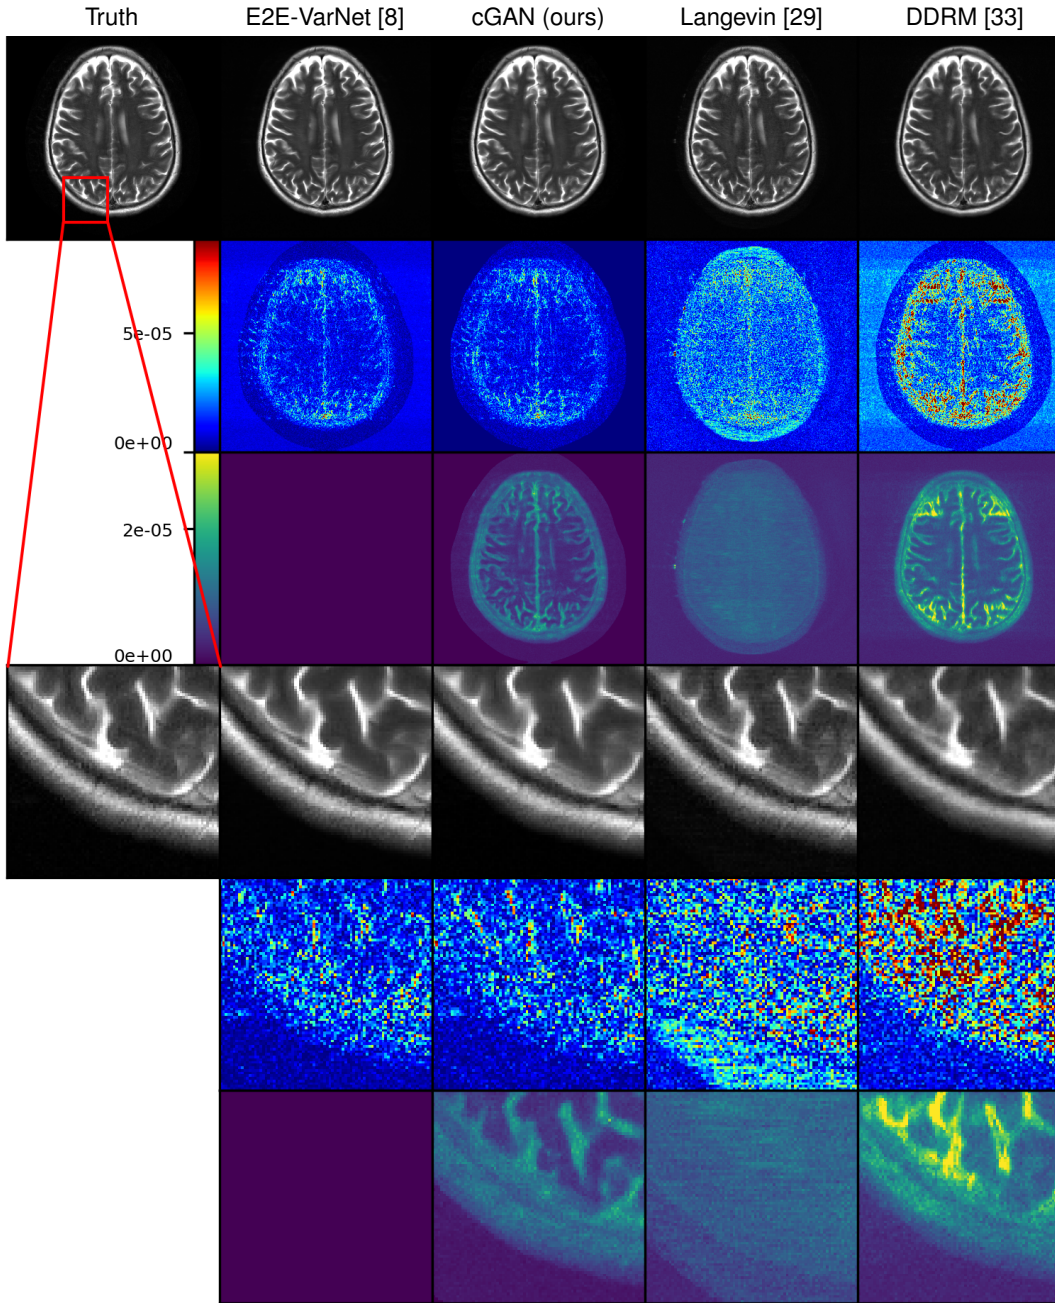 Truth E2E-VarNet [8] cGAN (ours) Langevin [29] DDRM [33]
5e-05
0e+00
2e-05
0e+00